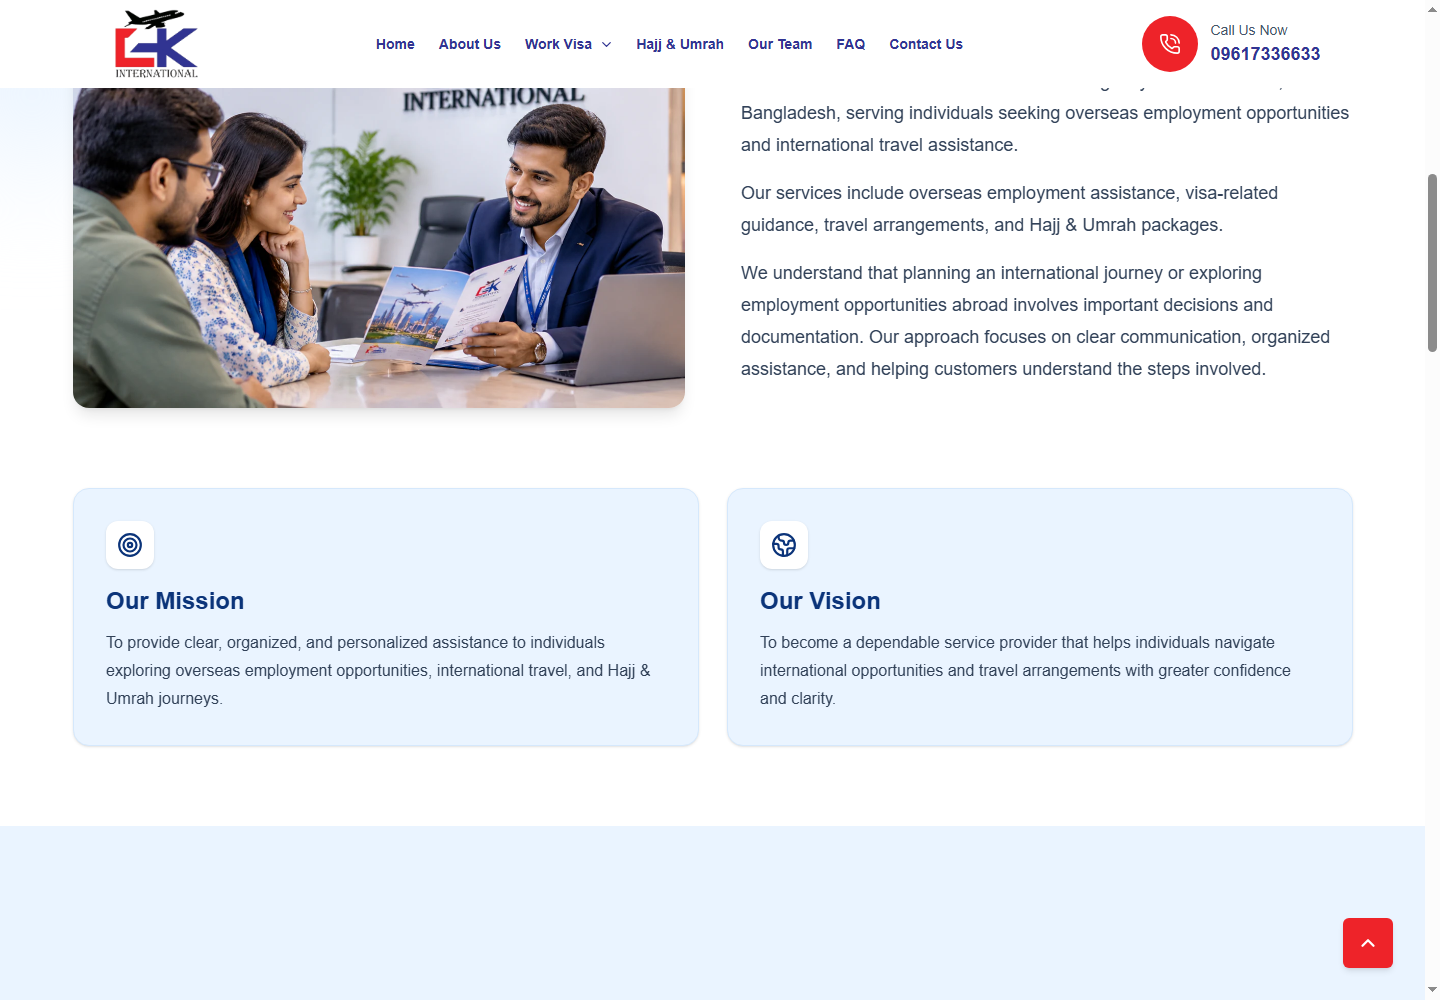 INTERNATIONAL
Home
About Us
Work Visa
Hajj & Umrah
Our Team
FAQ
Contact Us
Call Us Now
09617336633
INTERNATIONAL
Bangladesh, serving individuals seeking overseas employment opportunities
and international travel assistance.
Our services include overseas employment assistance, visa-related
guidance, travel arrangements, and Hajj & Umrah packages.
We understand that planning an international journey or exploring
employment opportunities abroad involves important decisions and
documentation. Our approach focuses on clear communication, organized
assistance, and helping customers understand the steps involved.
Our Mission
To provide clear, organized, and personalized assistance to individuals
exploring overseas employment opportunities, international travel, and Hajj &
Umrah journeys.
Our Vision
To become a dependable service provider that helps individuals navigate
international opportunities and travel arrangements with greater confidence
and clarity.